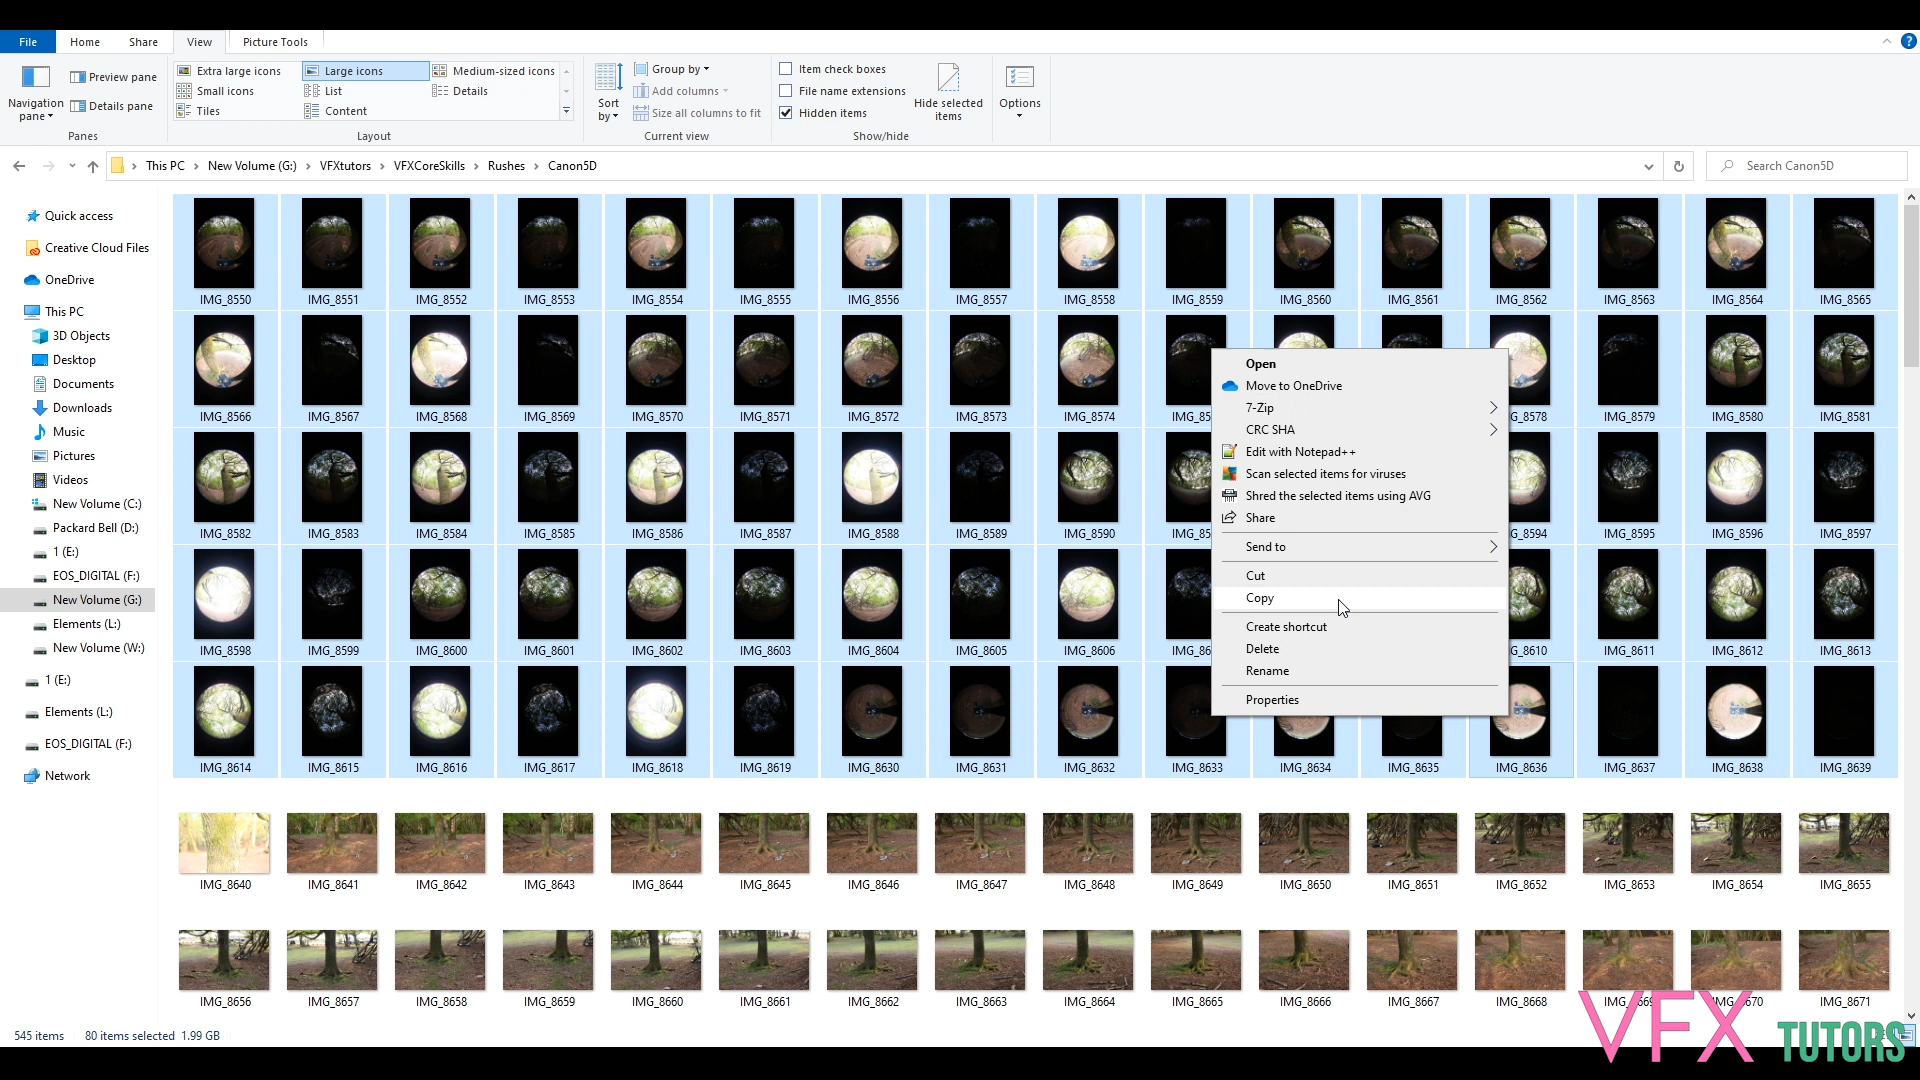 File Home Share View Picture Tools
Preview pane
Details pane
Navigation pane
Panes
Extra large icons Large icons Medium-sized icons
Small icons List Details
Tiles Content
Layout
Sort by
Group by
Add columns
Size all columns to fit
Current view
Item check boxes
File name extensions
Hidden items
Hide selected items
Show/hide
Options
This PC New Volume (G:) VFXtutors VFXCoreSkills Rushes Canon5D
Search Canon5D
Quick access
Creative Cloud Files
OneDrive
This PC
3D Objects
Desktop
Documents
Downloads
Music
Pictures
Videos
New Volume (C:)
Packard Bell (D:)
1 (E:)
EOS_DIGITAL (F:)
New Volume (G:)
Elements (L:)
New Volume (W:)
1 (E:)
Elements (L:)
EOS_DIGITAL (F:)
Network
IMG_8550 IMG_8551 IMG_8552 IMG_8553 IMG_8554 IMG_8555 IMG_8556 IMG_8557 IMG_8558 IMG_8559 IMG_8560 IMG_8561 IMG_8562 IMG_8563 IMG_8564 IMG_8565
IMG_8566 IMG_8567 IMG_8568 IMG_8569 IMG_8570 IMG_8571 IMG_8572 IMG_8573 IMG_8574 IMG_85 G_8578 IMG_8579 IMG_8580 IMG_8581
IMG_8582 IMG_8583 IMG_8584 IMG_8585 IMG_8586 IMG_8587 IMG_8588 IMG_8589 IMG_8590 IMG_85 G_8594 IMG_8595 IMG_8596 IMG_8597
IMG_8598 IMG_8599 IMG_8600 IMG_8601 IMG_8602 IMG_8603 IMG_8604 IMG_8605 IMG_8606 IMG_86 G_8610 IMG_8611 IMG_8612 IMG_8613
IMG_8614 IMG_8615 IMG_8616 IMG_8617 IMG_8618 IMG_8619 IMG_8630 IMG_8631 IMG_8632 IMG_8633 IMG_8634 IMG_8635 IMG_8636 IMG_8637 IMG_8638 IMG_8639
IMG_8640 IMG_8641 IMG_8642 IMG_8643 IMG_8644 IMG_8645 IMG_8646 IMG_8647 IMG_8648 IMG_8649 IMG_8650 IMG_8651 IMG_8652 IMG_8653 IMG_8654 IMG_8655
IMG_8656 IMG_8657 IMG_8658 IMG_8659 IMG_8660 IMG_8661 IMG_8662 IMG_8663 IMG_8664 IMG_8665 IMG_8666 IMG_8667 IMG_8668 IMG_8671
Open
Move to OneDrive
7-Zip
CRC SHA
Edit with Notepad++
Scan selected items for viruses
Shred the selected items using AVG
Share
Send to
Cut
Copy
Create shortcut
Delete
Rename
Properties
545 items 80 items selected 1.99 GB
VFX TUTORS